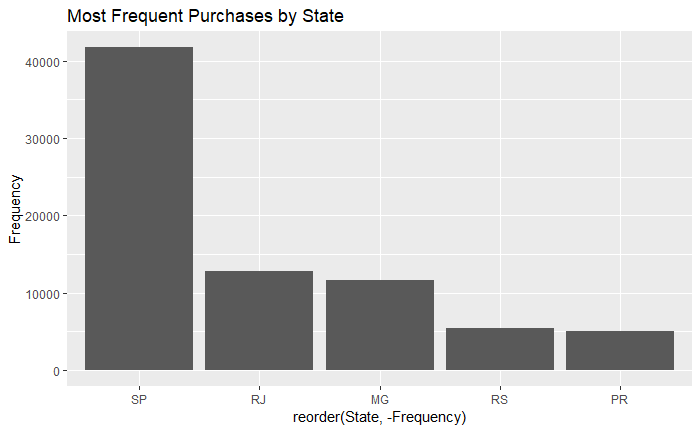 Most Frequent Purchases by State
Frequency
40000
30000
20000
10000
0
SP RJ MG RS PR
reorder(State, -Frequency)